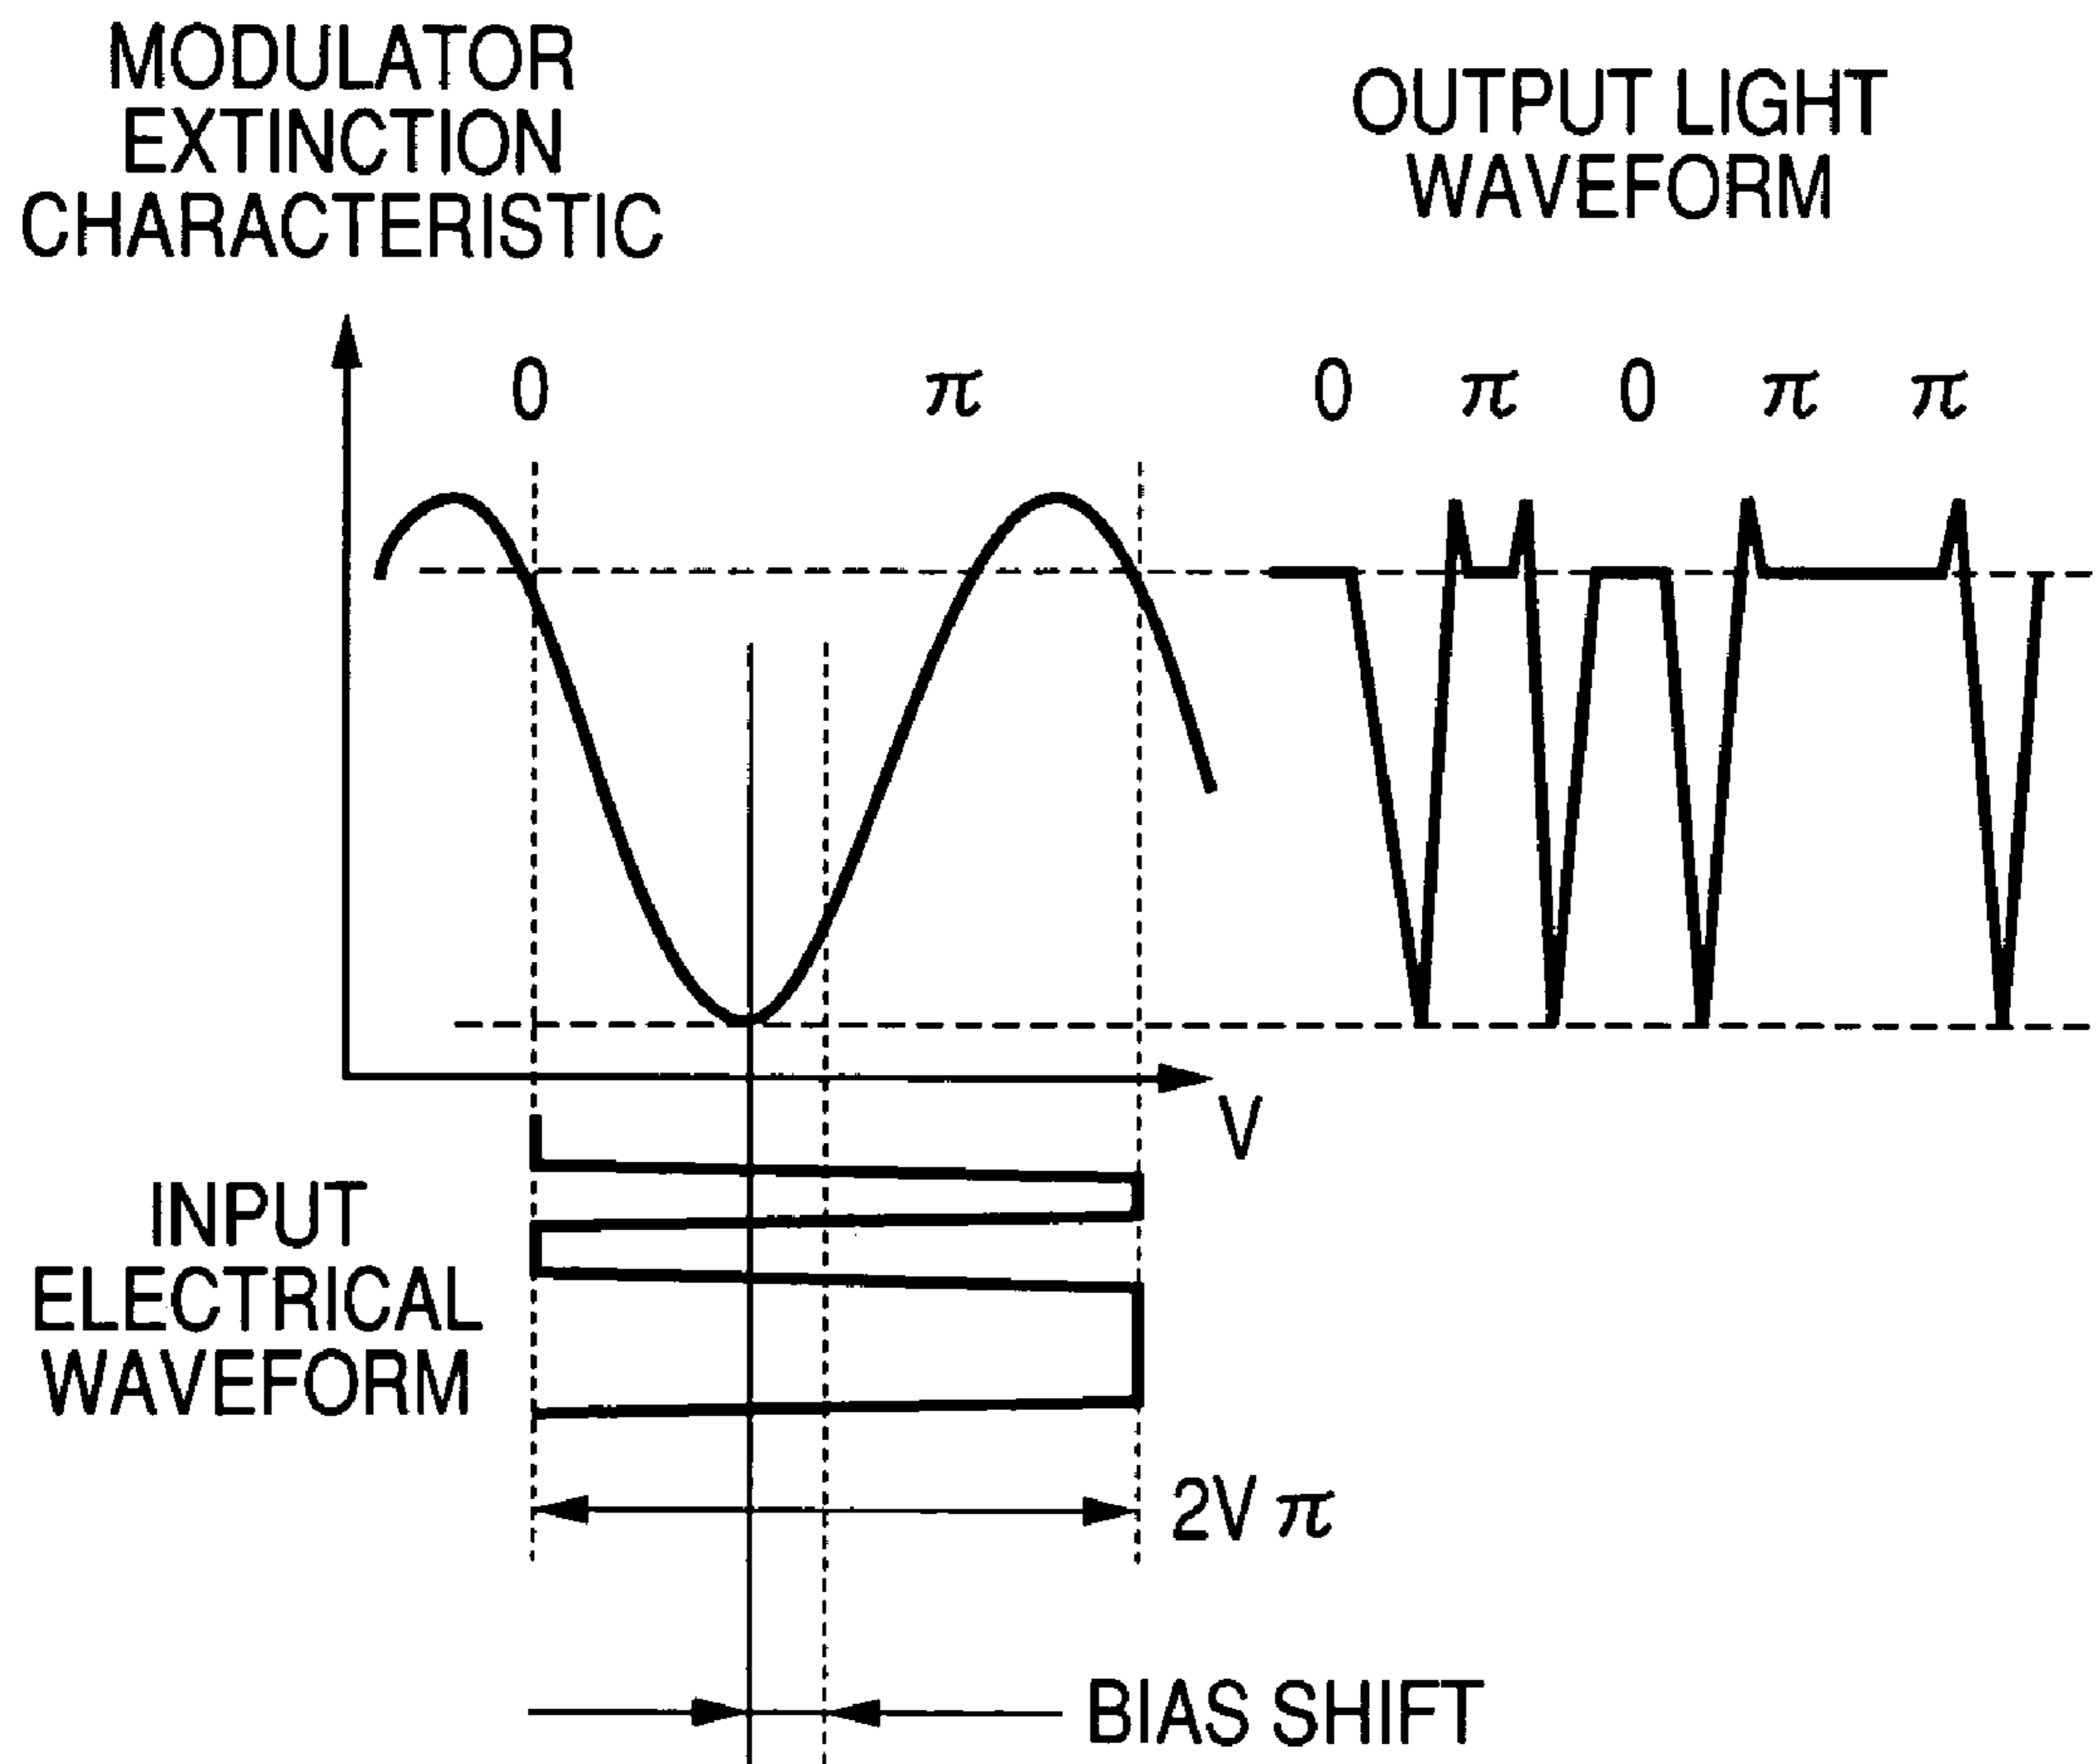 MODULATOR
EXTINCTION
CHARACTERISTIC
OUTPUT LIGHT
WAVEFORM
0 π 0 π 0 π π
V
INPUT
ELECTRICAL
WAVEFORM
2Vπ
BIAS SHIFT